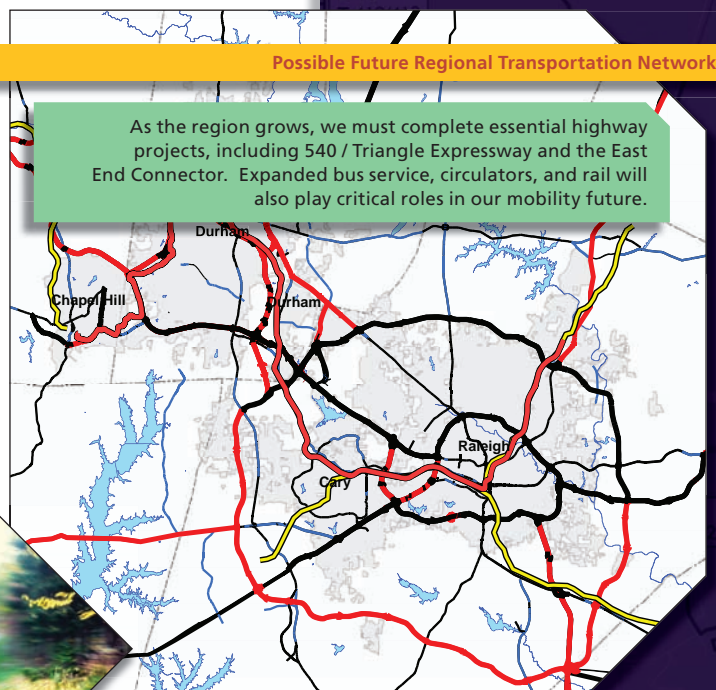 Possible Future Regional Transportation Network
As the region grows, we must complete essential highway
projects, including 540 / Triangle Expressway and the East
End Connector. Expanded bus service, circulators, and rail will
also play critical roles in our mobility future.
Durham
Chapel Hill
Durham
Raleigh
Cary